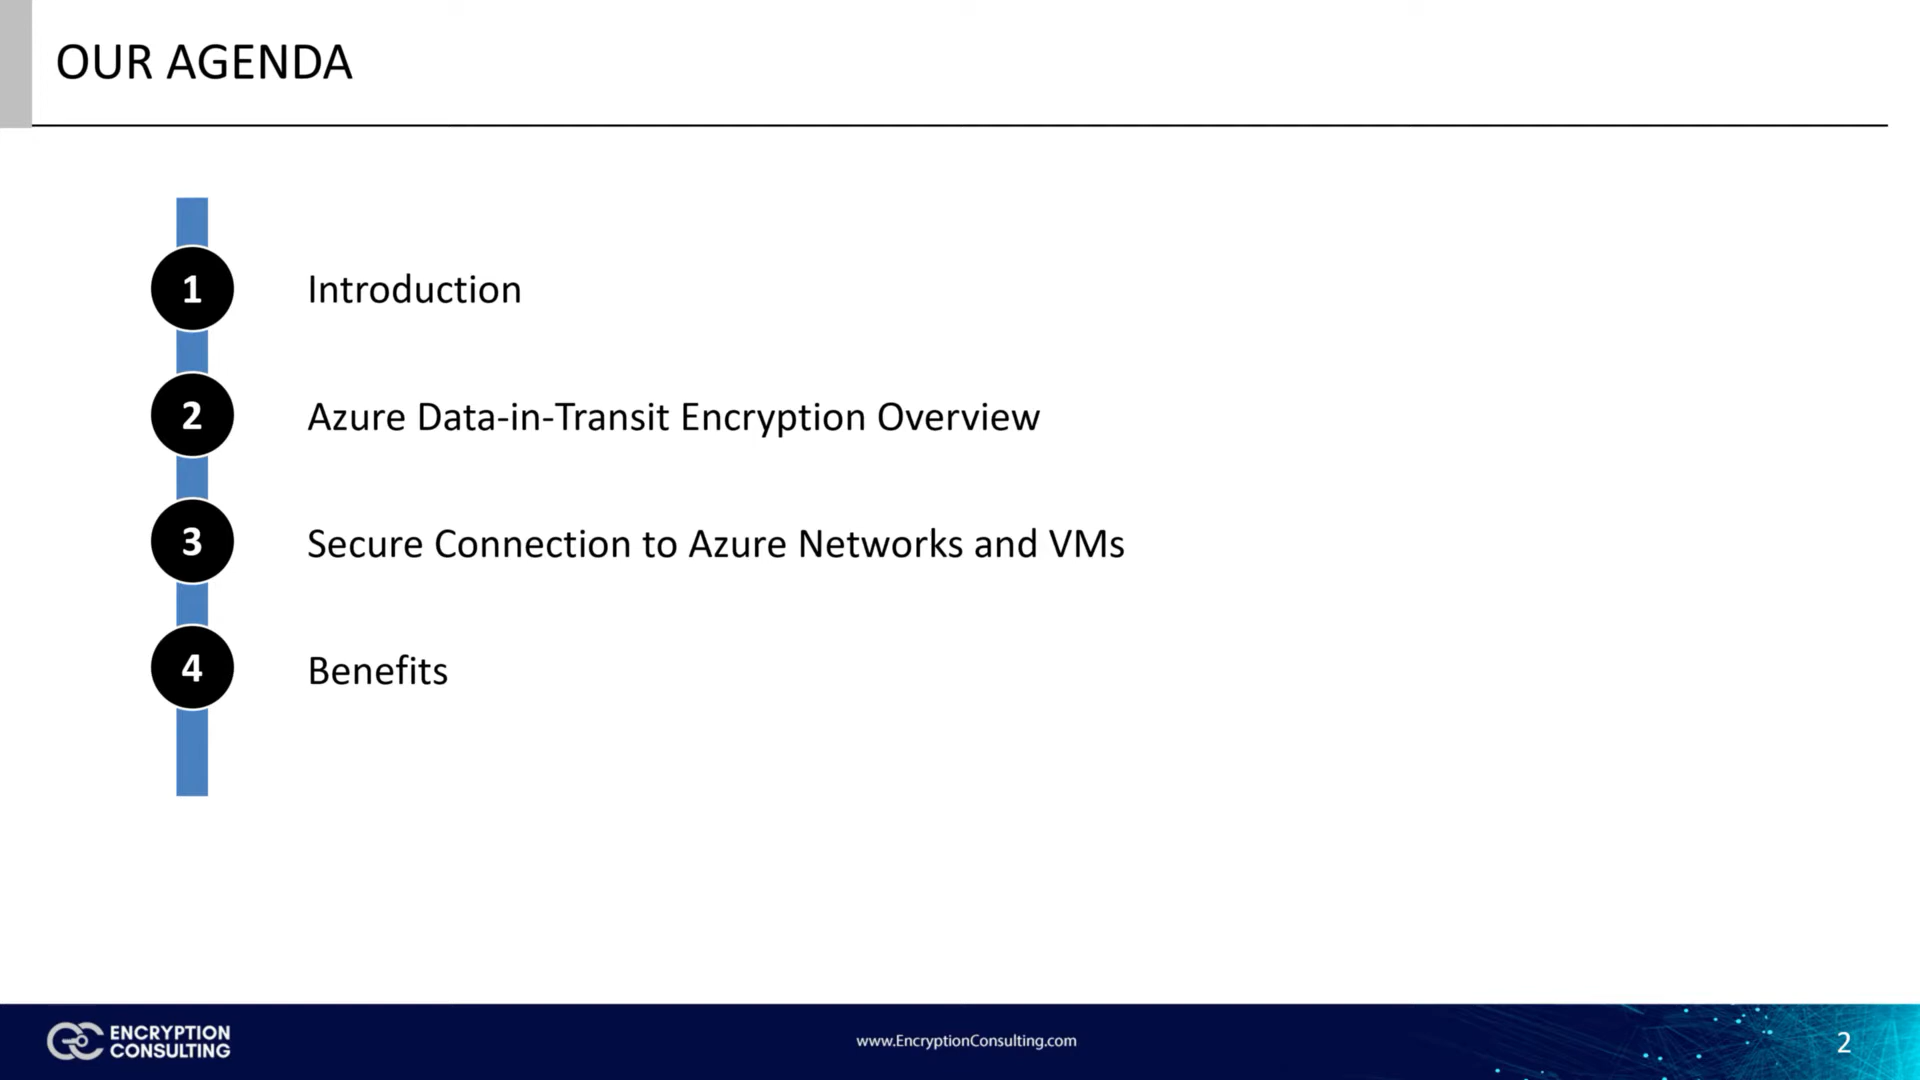 OUR AGENDA
1 Introduction
2 Azure Data-in-Transit Encryption Overview
3 Secure Connection to Azure Networks and VMs
4 Benefits
ENCRYPTION
CONSULTING
www.EncryptionConsulting.com
2